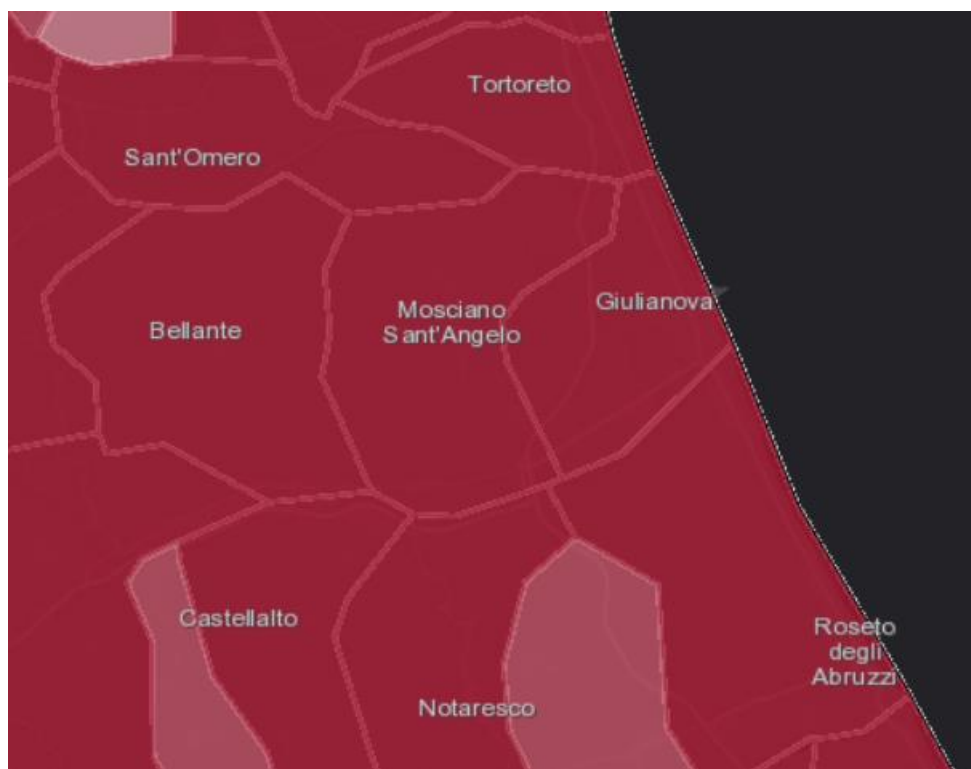 Tortoreto
Sant'Omero
Giulianova
Mosciano
Sant'Angelo
Bellante
Castellalto
Roseto
degli
Abruzzi
Notaresco